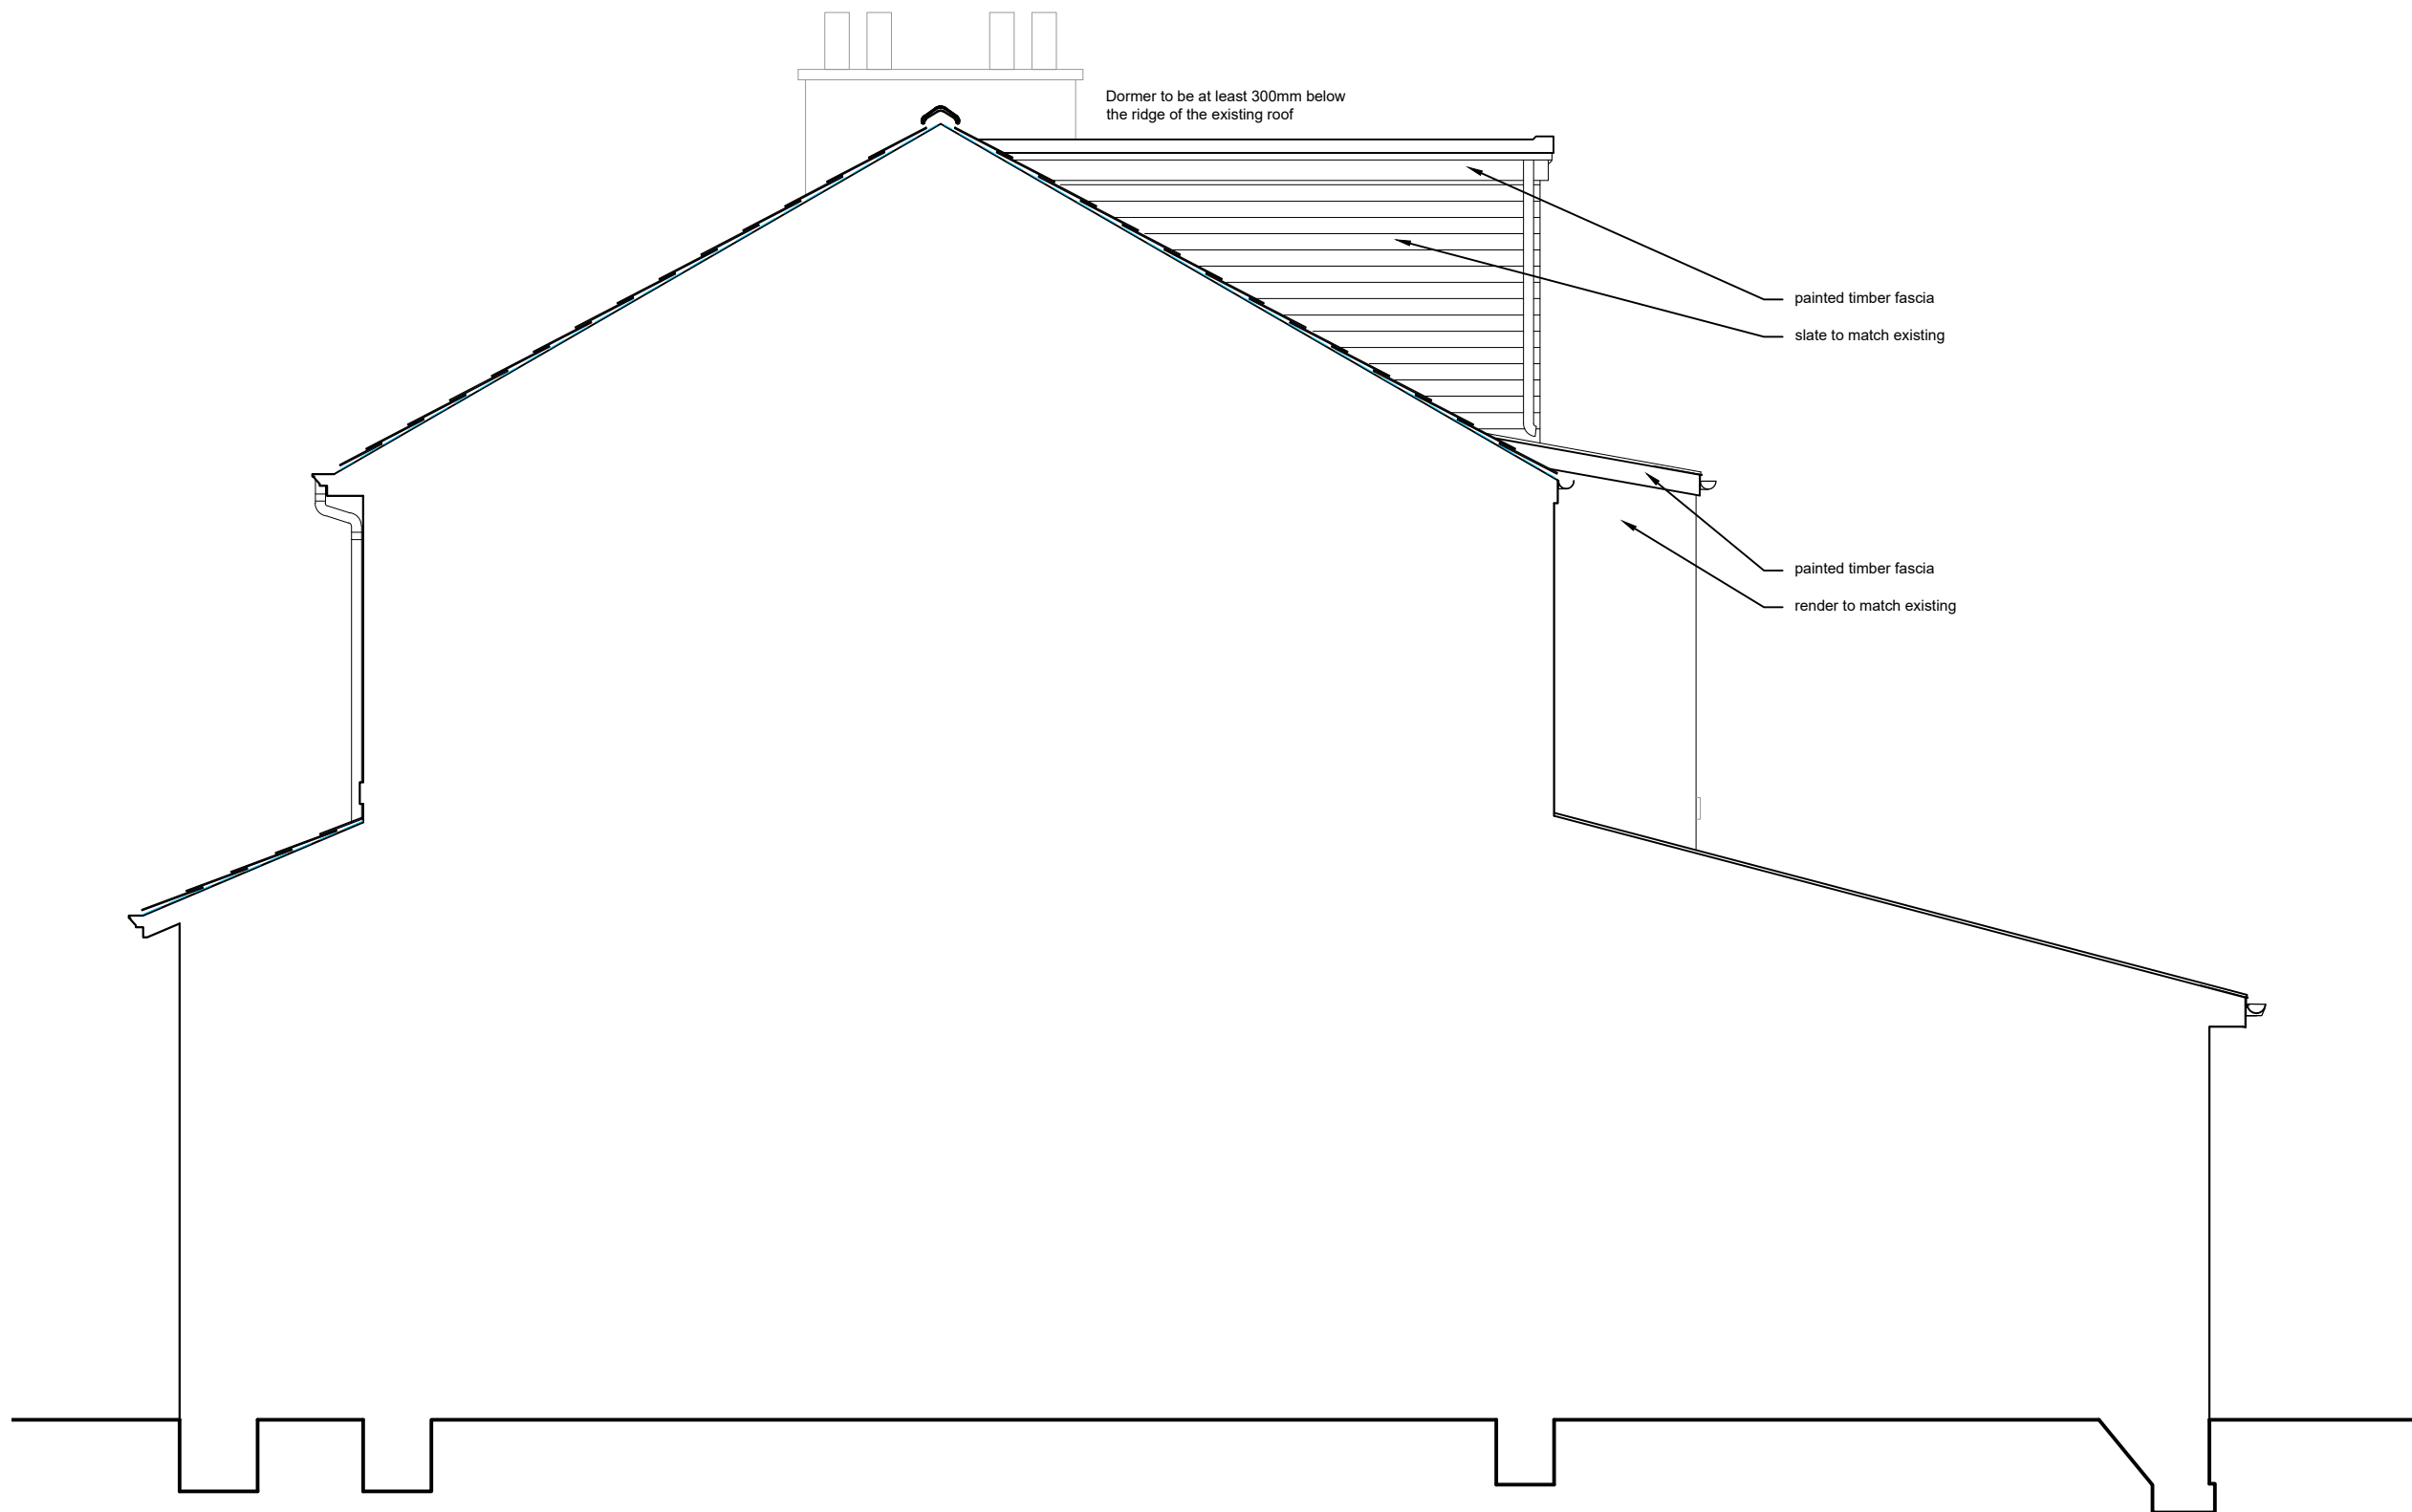 Dormer to be at least 300mm below
the ridge of the existing roof
painted timber fascia
slate to match existing
painted timber fascia
render to match existing